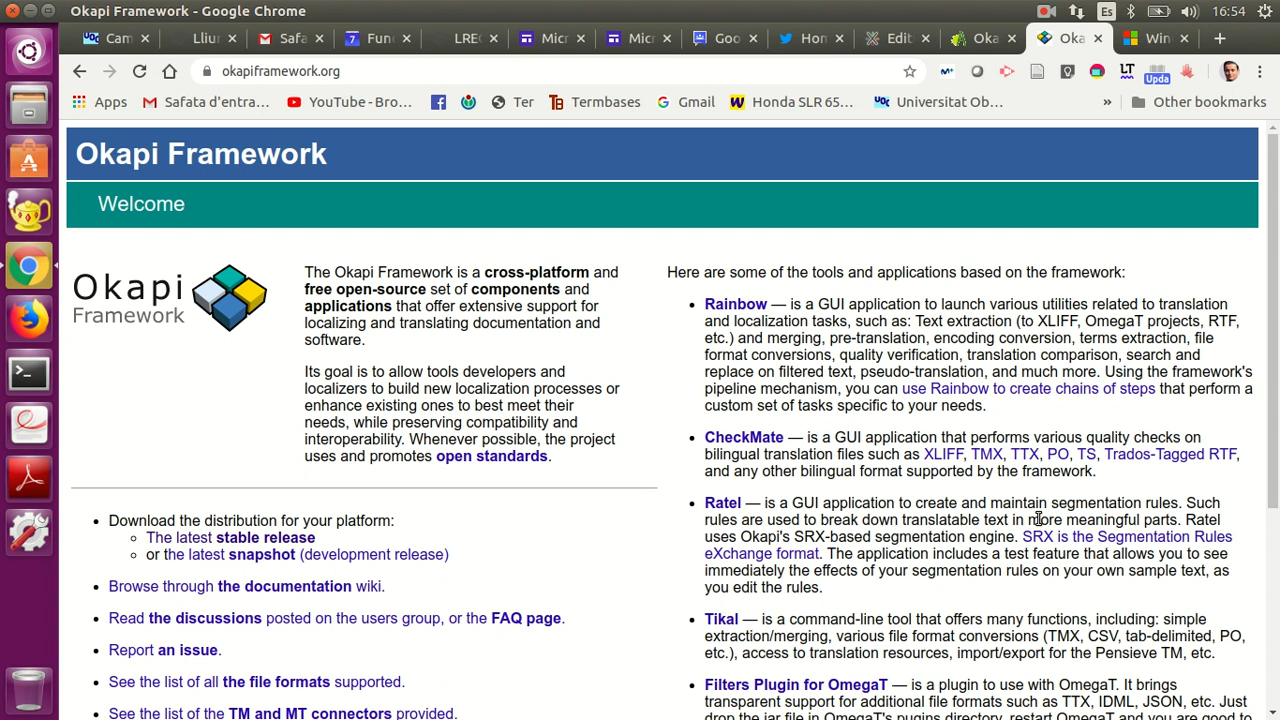 Okapi Framework - Google Chrome
Es
16:54
Cam
Lliu
Safa
Fun
LRE
Micr
Micr
Goo
Hon
Edit
Oka
Oka
Win
okapiframework.org
LT
Upda
Apps
Safata d'entra...
YouTube - Bro...
Ter
Termbases
Gmail
Honda SLR 65...
Universitat Ob...
»
Other bookmarks
Okapi Framework
Welcome
Okapi
Framework
The Okapi Framework is a cross-platform and
free open-source set of components and
applications that offer extensive support for
localizing and translating documentation and
software.
Its goal is to allow tools developers and
localizers to build new localization processes or
enhance existing ones to best meet their
needs, while preserving compatibility and
interoperability. Whenever possible, the project
uses and promotes open standards.
• Download the distribution for your platform:
The latest stable release
or the latest snapshot (development release)
• Browse through the documentation wiki.
• Read the discussions posted on the users group, or the FAQ page.
• Report an issue.
• See the list of all the file formats supported.
• See the list of the TM and MT connectors provided.
Here are some of the tools and applications based on the framework:
• Rainbow — is a GUI application to launch various utilities related to translation
and localization tasks, such as: Text extraction (to XLIFF, OmegaT projects, RTF,
etc.) and merging, pre-translation, encoding conversion, terms extraction, file
format conversions, quality verification, translation comparison, search and
replace on filtered text, pseudo-translation, and much more. Using the framework's
pipeline mechanism, you can use Rainbow to create chains of steps that perform a
custom set of tasks specific to your needs.
• CheckMate — is a GUI application that performs various quality checks on
bilingual translation files such as XLIFF, TMX, TTX, PO, TS, Trados-Tagged RTF,
and any other bilingual format supported by the framework.
• Ratel — is a GUI application to create and maintain segmentation rules. Such
rules are used to break down translatable text in more meaningful parts. Ratel
uses Okapi's SRX-based segmentation engine. SRX is the Segmentation Rules
eXchange format. The application includes a test feature that allows you to see
immediately the effects of your segmentation rules on your own sample text, as
you edit the rules.
• Tikal — is a command-line tool that offers many functions, including: simple
extraction/merging, various file format conversions (TMX, CSV, tab-delimited, PO,
etc.), access to translation resources, import/export for the Pensieve TM, etc.
• Filters Plugin for OmegaT — is a plugin to use with OmegaT. It brings
transparent support for additional file formats such as TTX, IDML, JSON, etc. Just
drop the jar file in OmegaT's pugins directory, restart OmegaT and you are good to